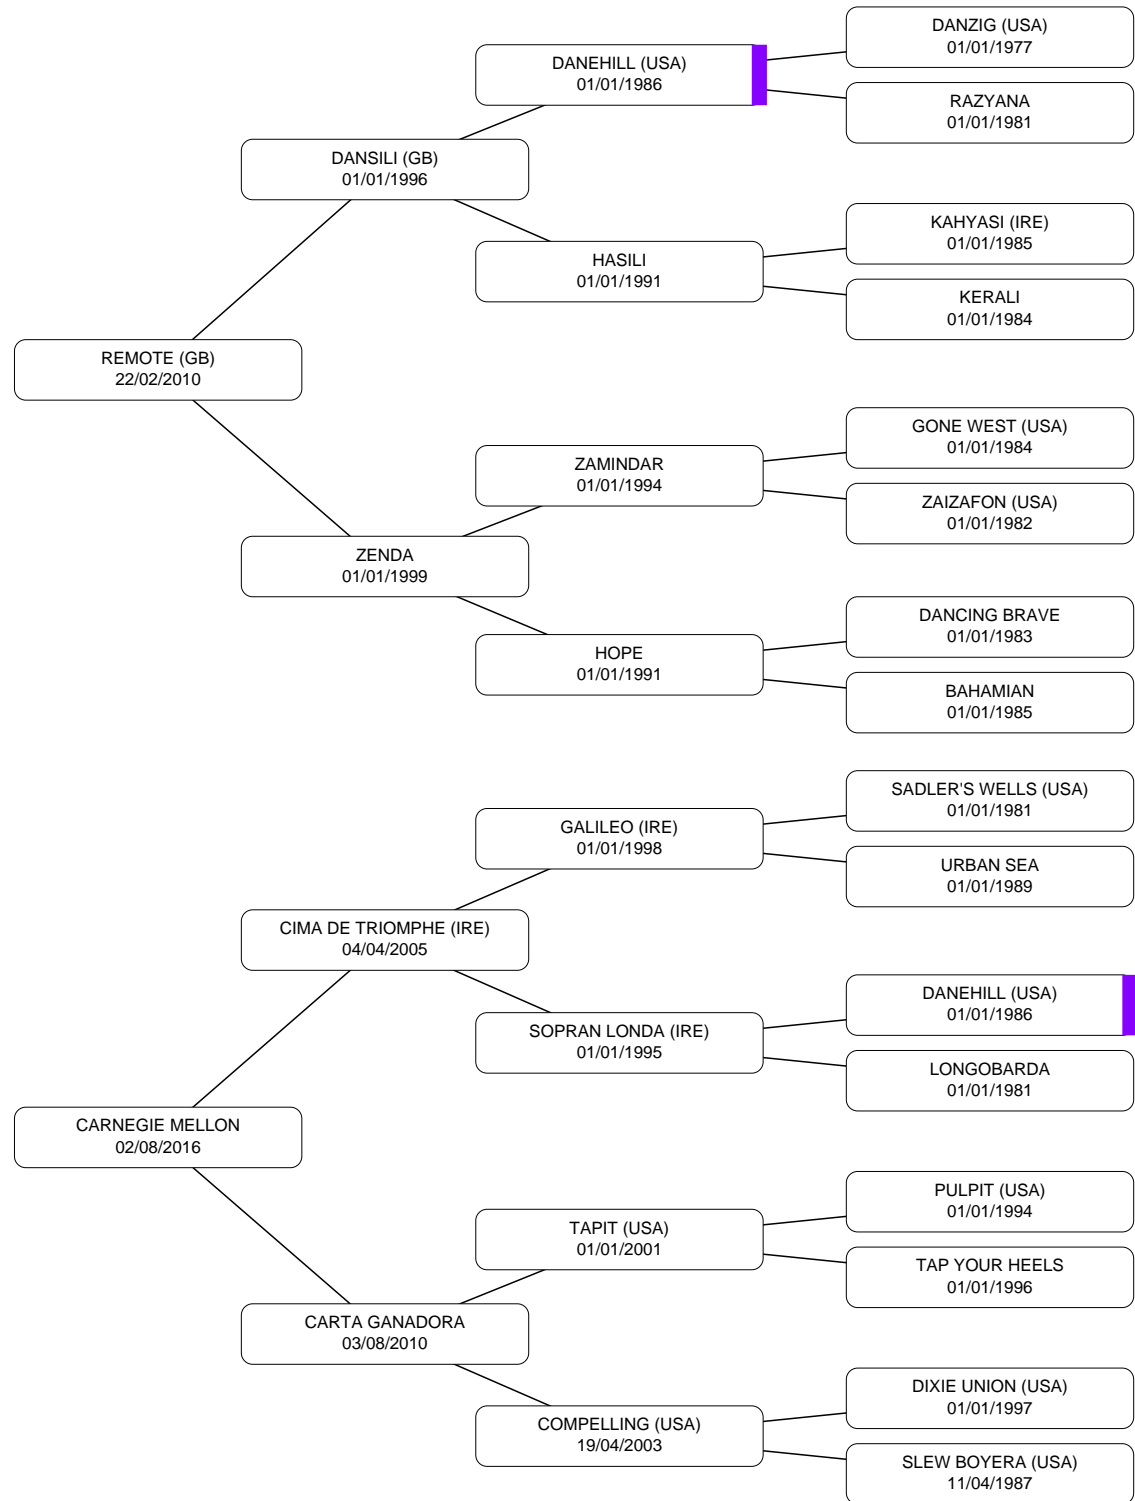 DANZIG (USA)
01/01/1977
DANEHILL (USA)
01/01/1986
RAZYANA
01/01/1981
DANSILI (GB)
01/01/1996
KAHYASI (IRE)
01/01/1985
HASILI
01/01/1991
KERALI
01/01/1984
REMOTE (GB)
22/02/2010
GONE WEST (USA)
01/01/1984
ZAMINDAR
01/01/1994
ZAIZAFON (USA)
01/01/1982
ZENDA
01/01/1999
DANCING BRAVE
01/01/1983
HOPE
01/01/1991
BAHAMIAN
01/01/1985
SADLER'S WELLS (USA)
01/01/1981
GALILEO (IRE)
01/01/1998
URBAN SEA
01/01/1989
CIMA DE TRIOMPHE (IRE)
04/04/2005
DANEHILL (USA)
01/01/1986
SOPRAN LONDA (IRE)
01/01/1995
LONGOBARDA
01/01/1981
CARNEGIE MELLON
02/08/2016
PULPIT (USA)
01/01/1994
TAPIT (USA)
01/01/2001
TAP YOUR HEELS
01/01/1996
CARTA GANADORA
03/08/2010
DIXIE UNION (USA)
01/01/1997
COMPELLING (USA)
19/04/2003
SLEW BOYERA (USA)
11/04/1987